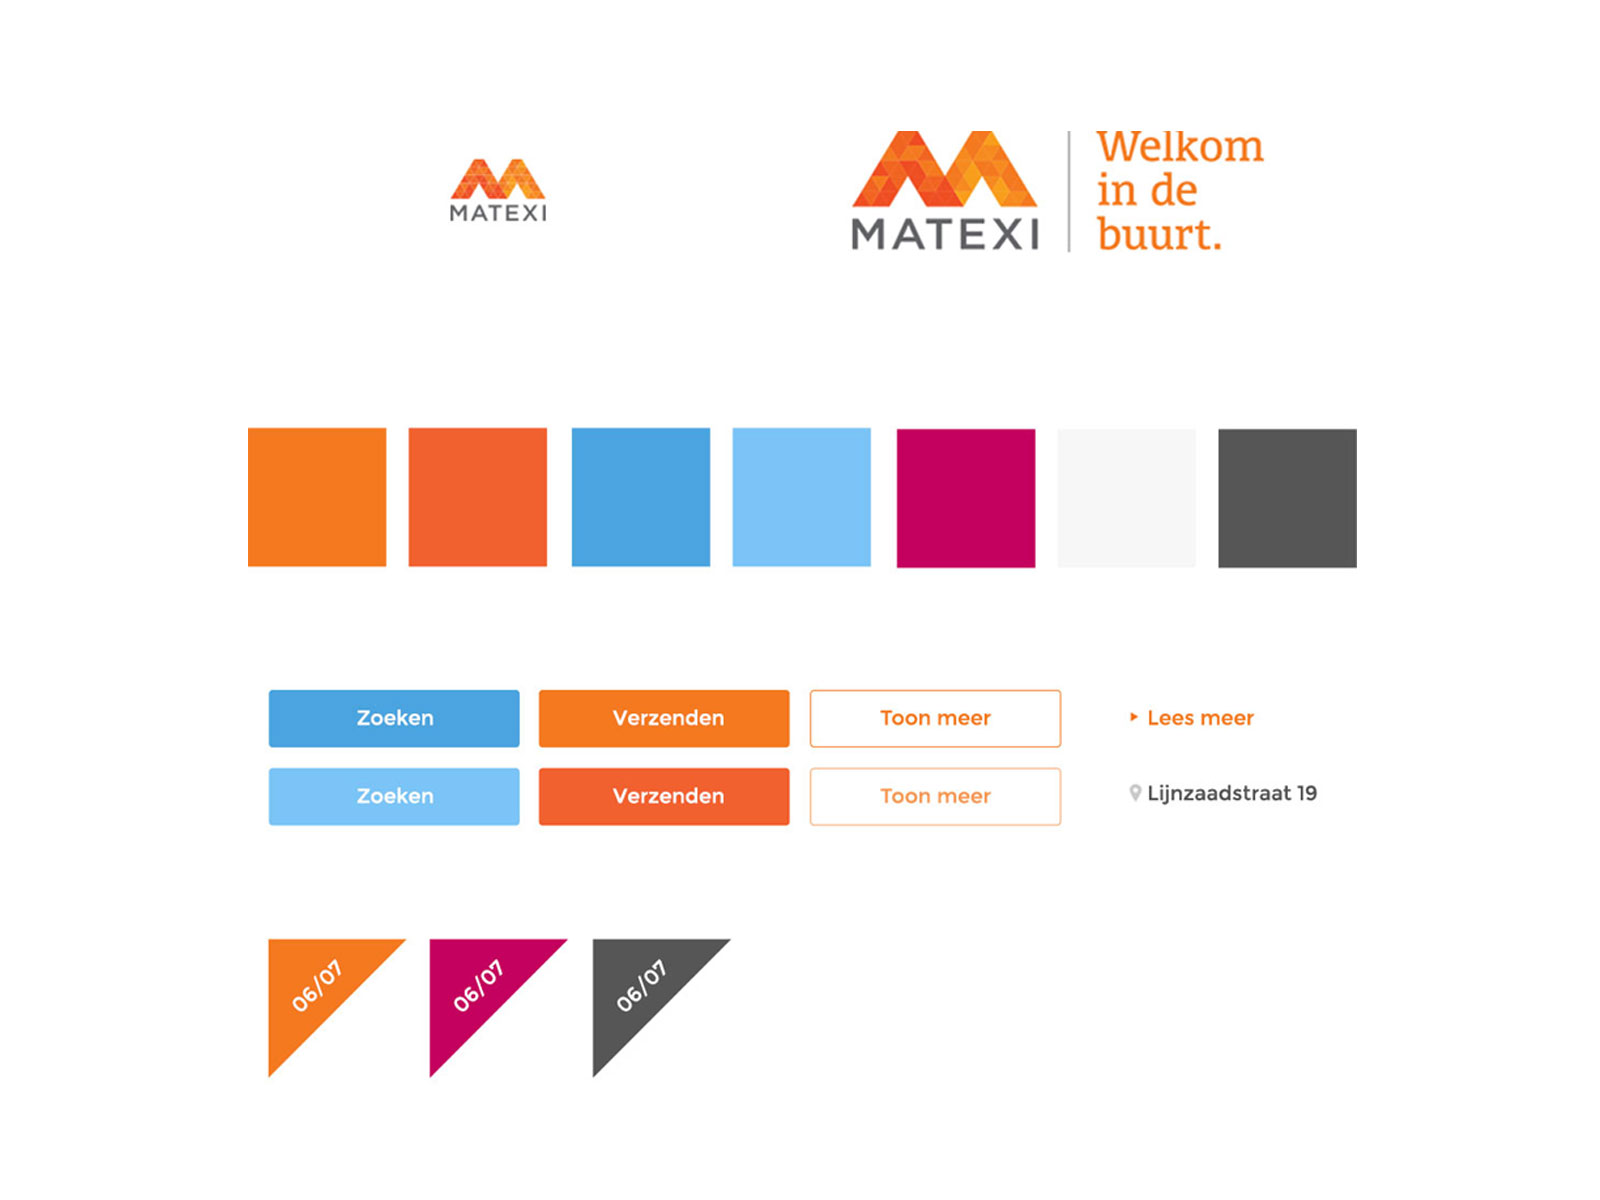 MATEXI
MATEXI
Welkom
in de
buurt.
Zoeken
Verzenden
Toon meer
Lees meer
Zoeken
Verzenden
Toon meer
Lijnzaadstraat 19
06/07
06/07
06/07